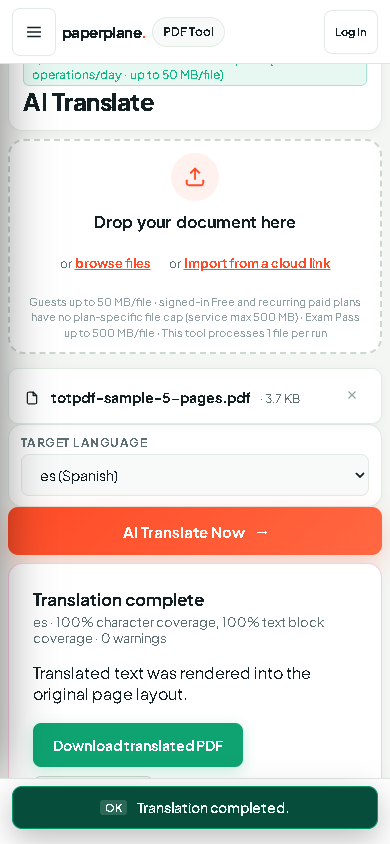 paperplane.
PDF Tool
Log In
operations/day · up to 50 MB/file)
AI Translate
Drop your document here
or browse files or Import from a cloud link
Guests up to 50 MB/file · signed-in Free and recurring paid plans
have no plan-specific file cap (service max 500 MB) · Exam Pass
up to 500 MB/file · This tool processes 1 file per run
totpdf-sample-5-pages.pdf · 3.7 KB ×
TARGET LANGUAGE
es (Spanish)
AI Translate Now →
Translation complete
es · 100% character coverage, 100% text block
coverage · 0 warnings
Translated text was rendered into the
original page layout.
Download translated PDF
OK Translation completed.